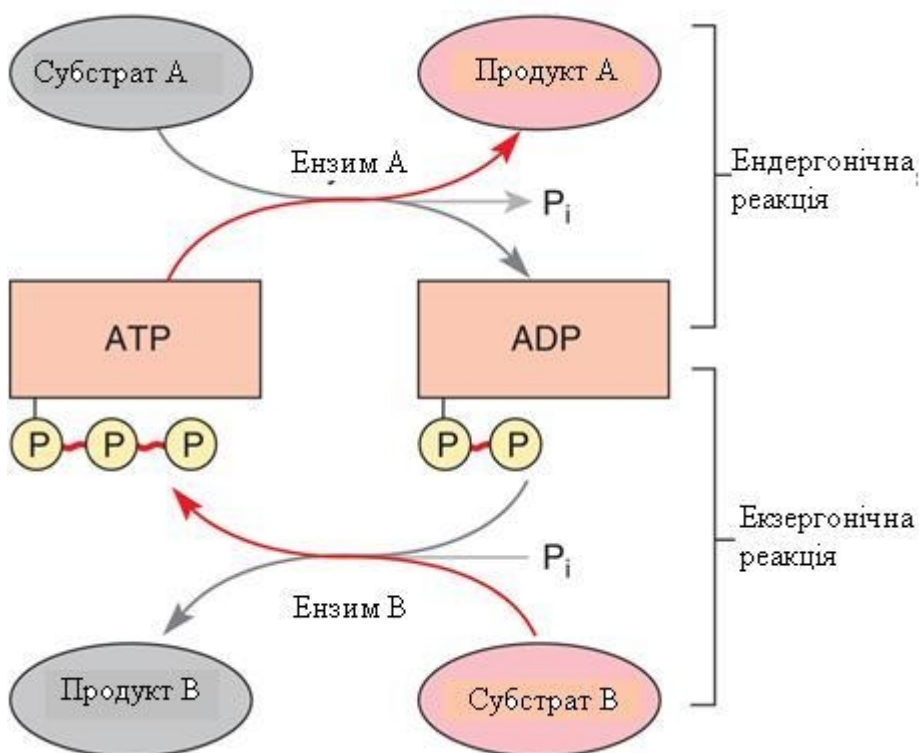 Субстрат А
Продукт А
Ензим А
Ендергонічна
реакція
Pi
ATP
ADP
P P P
P P
Екзергонічна
реакція
Pi
Ензим В
Продукт В
Субстрат В